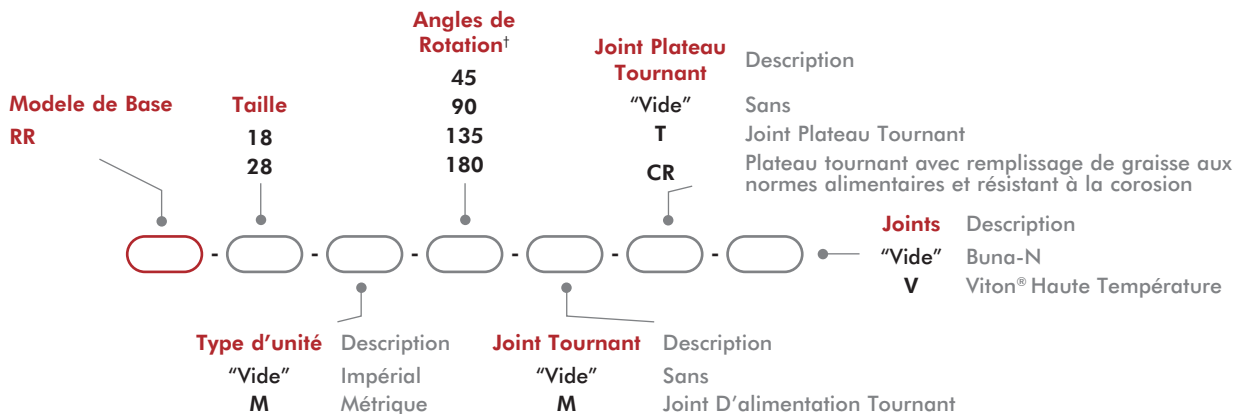 Angles de
Rotation†
Joint Plateau
Tournant
Description
45
Modele de Base
Taille
90
“Vide”
Sans
RR
18
135
T
Joint Plateau Tournant
28
180
CR
Plateau tournant avec remplissage de graisse aux
normes alimentaires et résistant à la corosion
- - - - - -
Joints
Description
“Vide”
Buna-N
V
Viton® Haute Température
Type d’unité
Description
Joint Tournant
Description
“Vide”
Impérial
“Vide”
Sans
M
Métrique
M
Joint D’alimentation Tournant